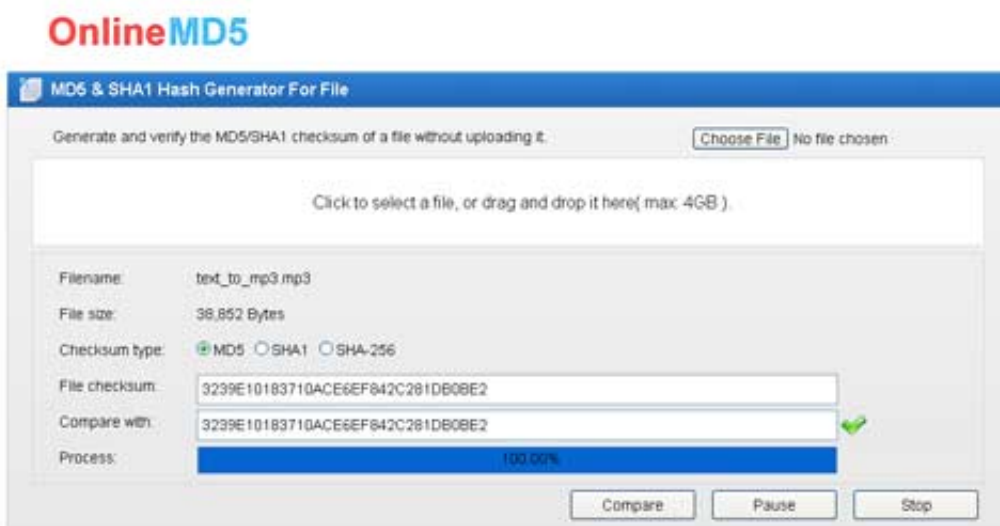 OnlineMD5
MD5 & SHA1 Hash Generator For File
Generate and verify the MD5/SHA1 checksum of a file without uploading it. Choose File No file chosen
Click to select a file, or drag and drop it here( max: 4GB ).
Filename: text_to_mp3.mp3
File size: 38,852 Bytes
Checksum type: MD5 SHA1 SHA-256
File checksum: 3239E10183710ACE6EF842C281DB0BE2
Compare with: 3239E10183710ACE6EF842C281DB0BE2
Process: 100.00%
Compare Pause Stop